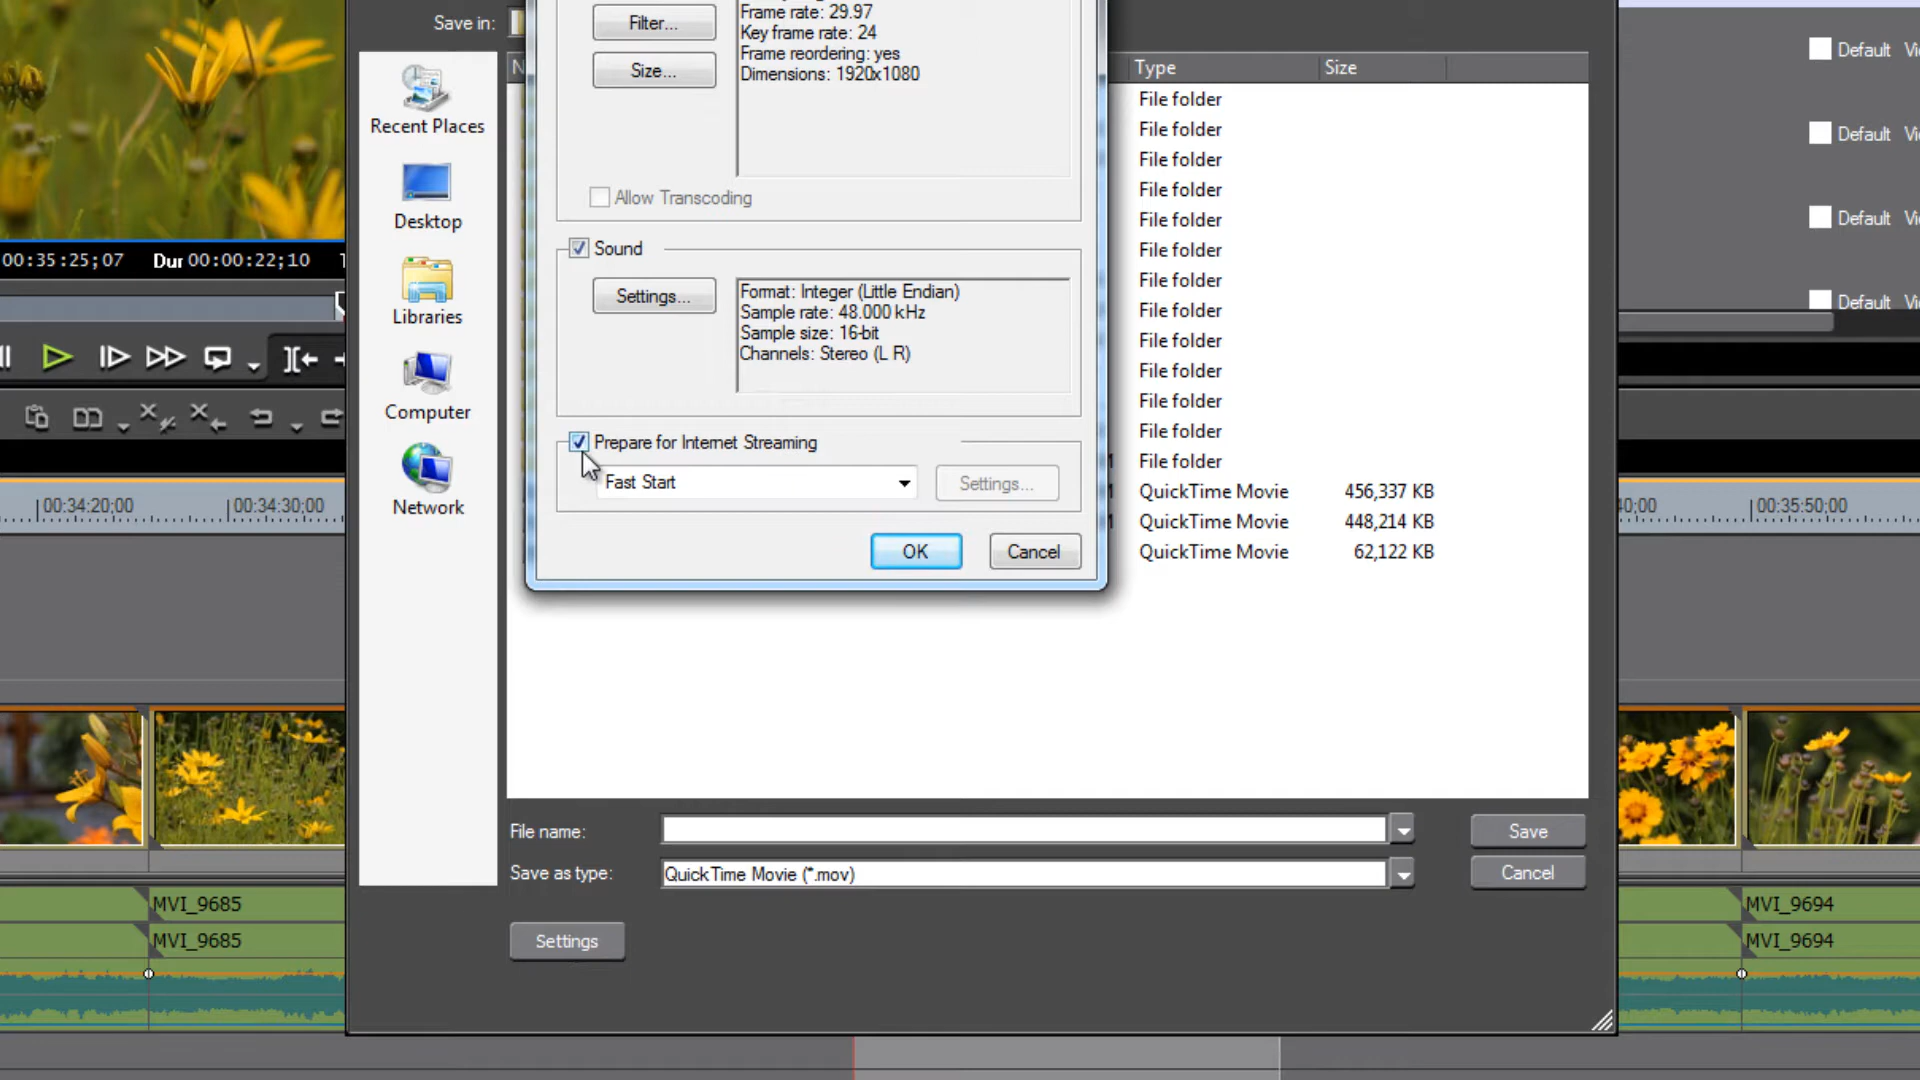 Save in:
Filter...
Size...
Frame rate: 29.97
Key frame rate: 24
Frame reordering: yes
Dimensions: 1920x1080
Allow Transcoding
Sound
Settings...
Format: Integer (Little Endian)
Sample rate: 48.000 kHz
Sample size: 16-bit
Channels: Stereo (L R)
Prepare for Internet Streaming
Fast Start
Settings...
OK
Cancel
Recent Places
Desktop
Libraries
Computer
Network
N
Type
Size
File folder
File folder
File folder
File folder
File folder
File folder
File folder
File folder
File folder
File folder
File folder
File folder
File folder
QuickTime Movie 456,337 KB
QuickTime Movie 448,214 KB
QuickTime Movie 62,122 KB
File name:
Save
Save as type:
QuickTime Movie (*.mov)
Cancel
Settings
Default Vi
Default Vi
Default Vi
Default Vi
00:35:25;07 Dur 00:00:22;10
00:34:20;00
00:34:30;00
40;00
00:35:50;00
MVI_9685
MVI_9685
MVI_9694
MVI_9694